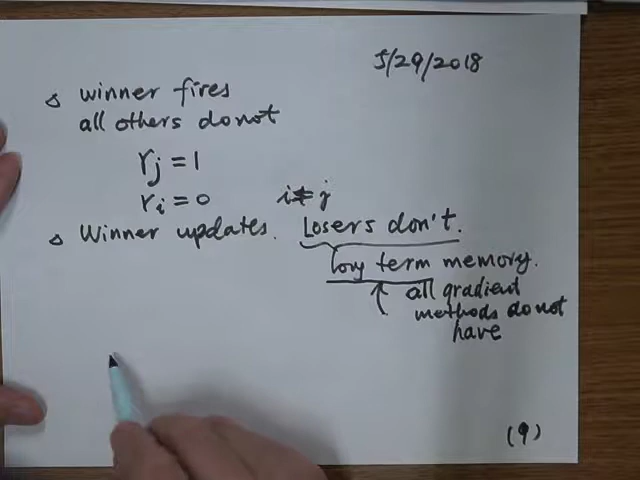 5/29/2018
△ winner fires
all others do not
rj = 1
ri = 0 i ≠ j
△ Winner updates. Losers don't.
long term memory.
all gradient
methods do not
have
(9)